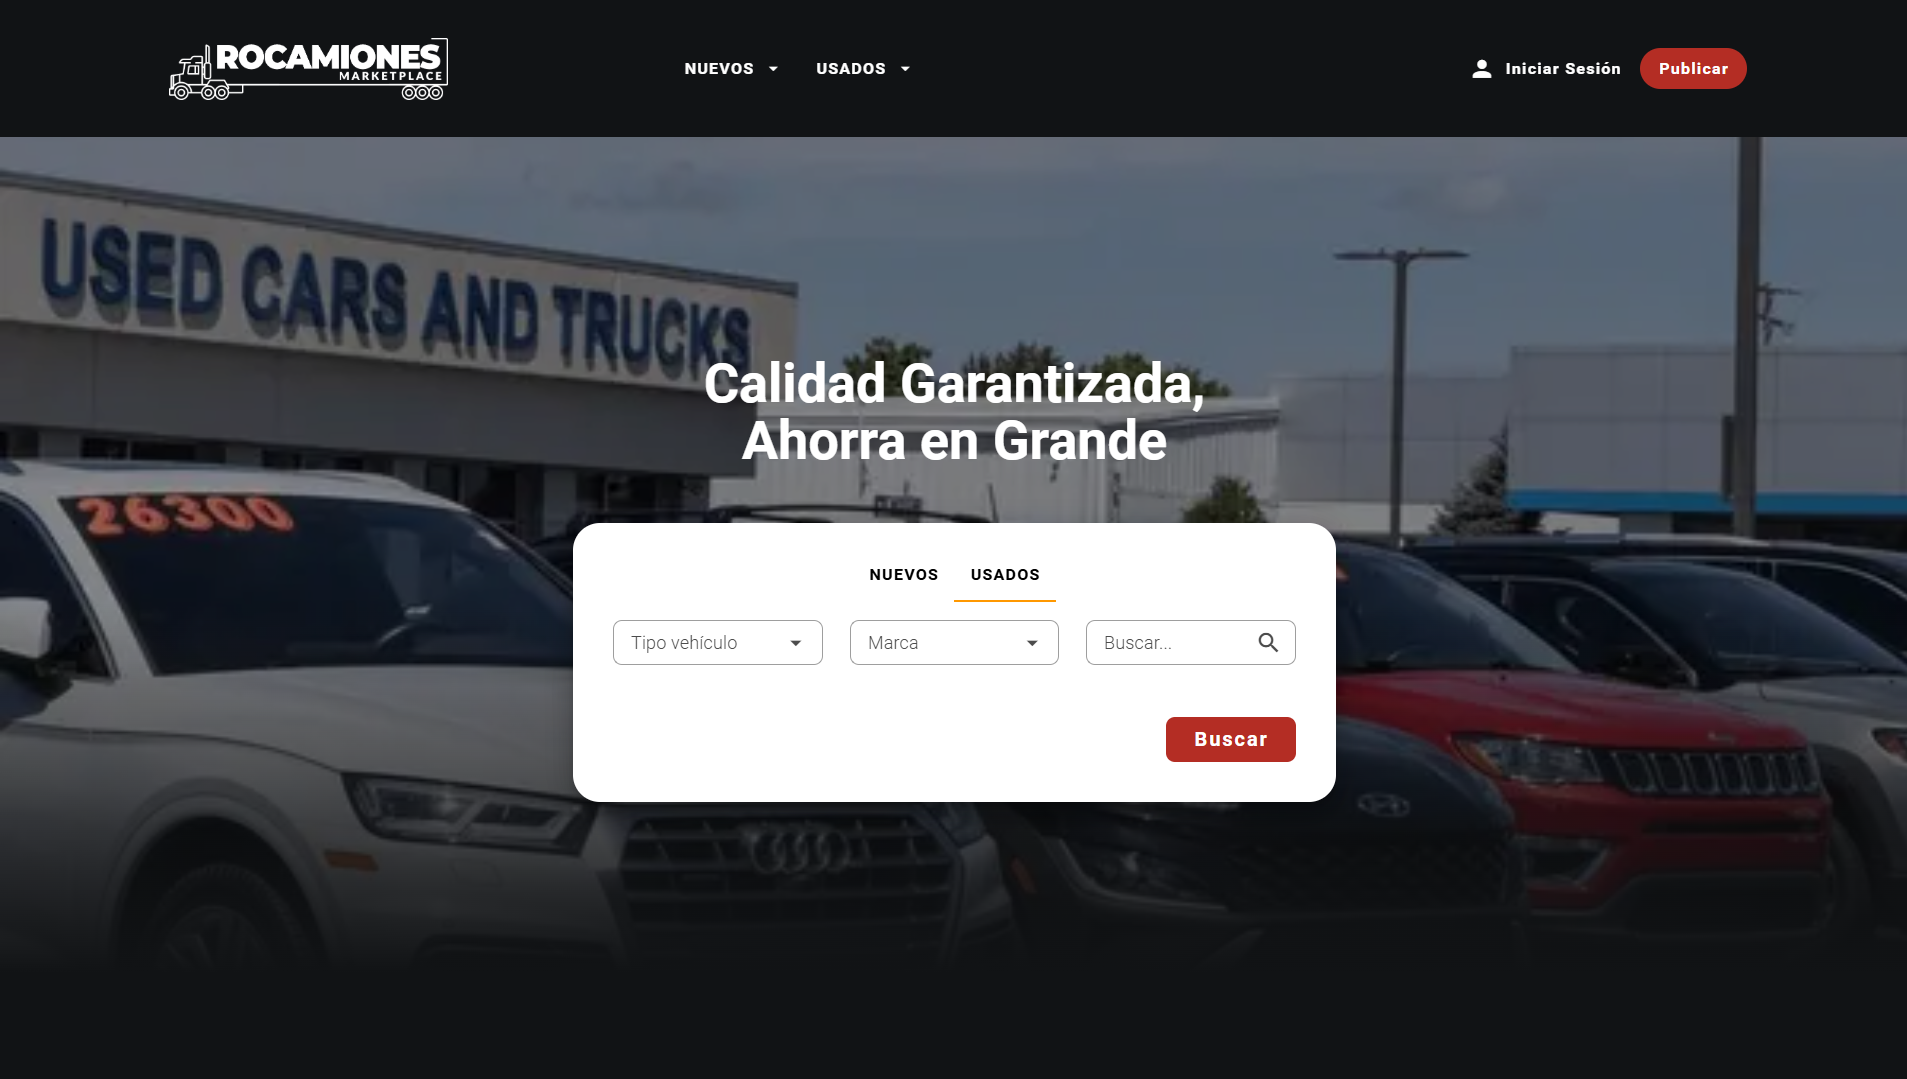 ROCAMIONES
MARKETPLACE
NUEVOS
USADOS
Iniciar Sesión
Publicar
USED CARS AND TRUCKS
Calidad Garantizada,
Ahorra en Grande
26300
NUEVOS
USADOS
Tipo vehículo
Marca
Buscar...
Buscar